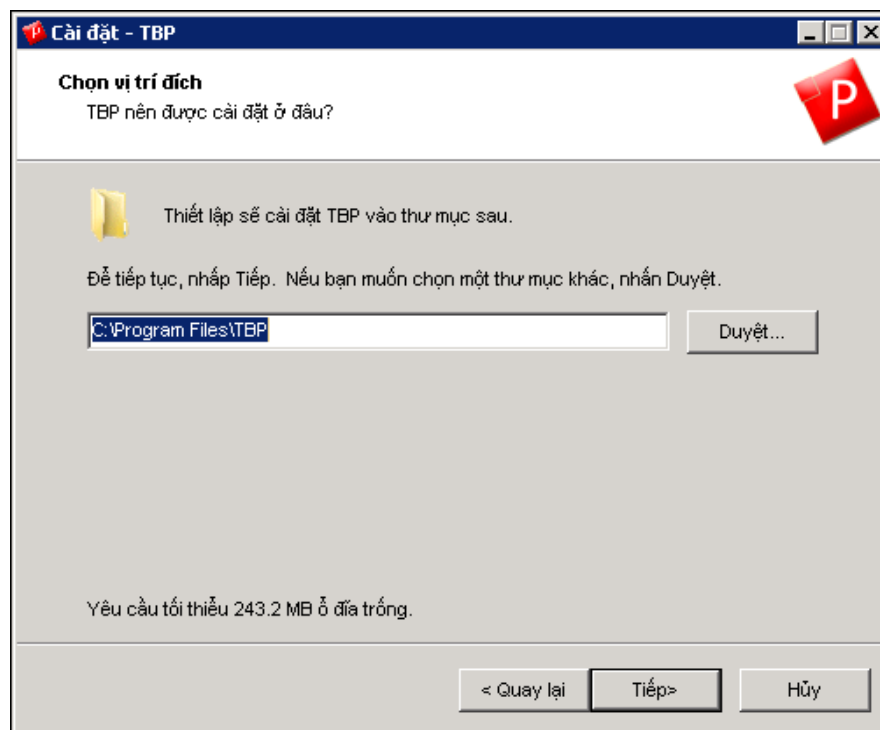 Cài đặt - TBP
Chọn vị trí đích
TBP nên được cài đặt ở đâu?
P
Thiết lập sẽ cài đặt TBP vào thư mục sau.
Để tiếp tục, nhấp Tiếp. Nếu bạn muốn chọn một thư mục khác, nhấn Duyệt.
C:\Program Files\TBP
Duyệt...
Yêu cầu tối thiểu 243.2 MB ổ đĩa trống.
< Quay lại
Tiếp>
Hủy